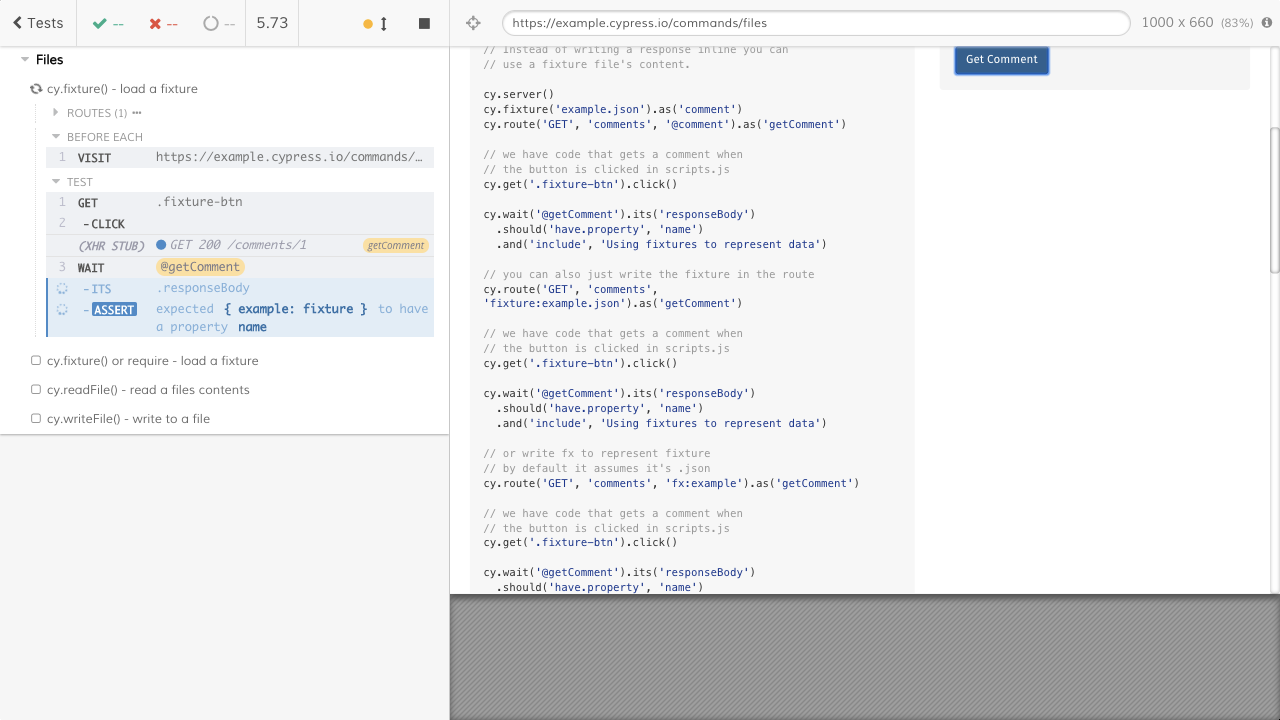 Tests
--
--
--
5.73
https://example.cypress.io/commands/files
1000 x 660 (83%)
Files
cy.fixture() - load a fixture
ROUTES (1)
BEFORE EACH
1 VISIT https://example.cypress.io/commands/…
TEST
1 GET .fixture-btn
2 -CLICK
(XHR STUB) GET 200 /comments/1 getComment
3 WAIT @getComment
-ITS .responseBody
-ASSERT expected { example: fixture } to have
a property name
cy.fixture() or require - load a fixture
cy.readFile() - read a files contents
cy.writeFile() - write to a file
// Instead of writing a response inline you can
// use a fixture file's content.
cy.server()
cy.fixture('example.json').as('comment')
cy.route('GET', 'comments', '@comment').as('getComment')
// we have code that gets a comment when
// the button is clicked in scripts.js
cy.get('.fixture-btn').click()
cy.wait('@getComment').its('responseBody')
.should('have.property', 'name')
.and('include', 'Using fixtures to represent data')
// you can also just write the fixture in the route
cy.route('GET', 'comments',
'fixture:example.json').as('getComment')
// we have code that gets a comment when
// the button is clicked in scripts.js
cy.get('.fixture-btn').click()
cy.wait('@getComment').its('responseBody')
.should('have.property', 'name')
.and('include', 'Using fixtures to represent data')
// or write fx to represent fixture
// by default it assumes it's .json
cy.route('GET', 'comments', 'fx:example').as('getComment')
// we have code that gets a comment when
// the button is clicked in scripts.js
cy.get('.fixture-btn').click()
cy.wait('@getComment').its('responseBody')
.should('have.property', 'name')
Get Comment